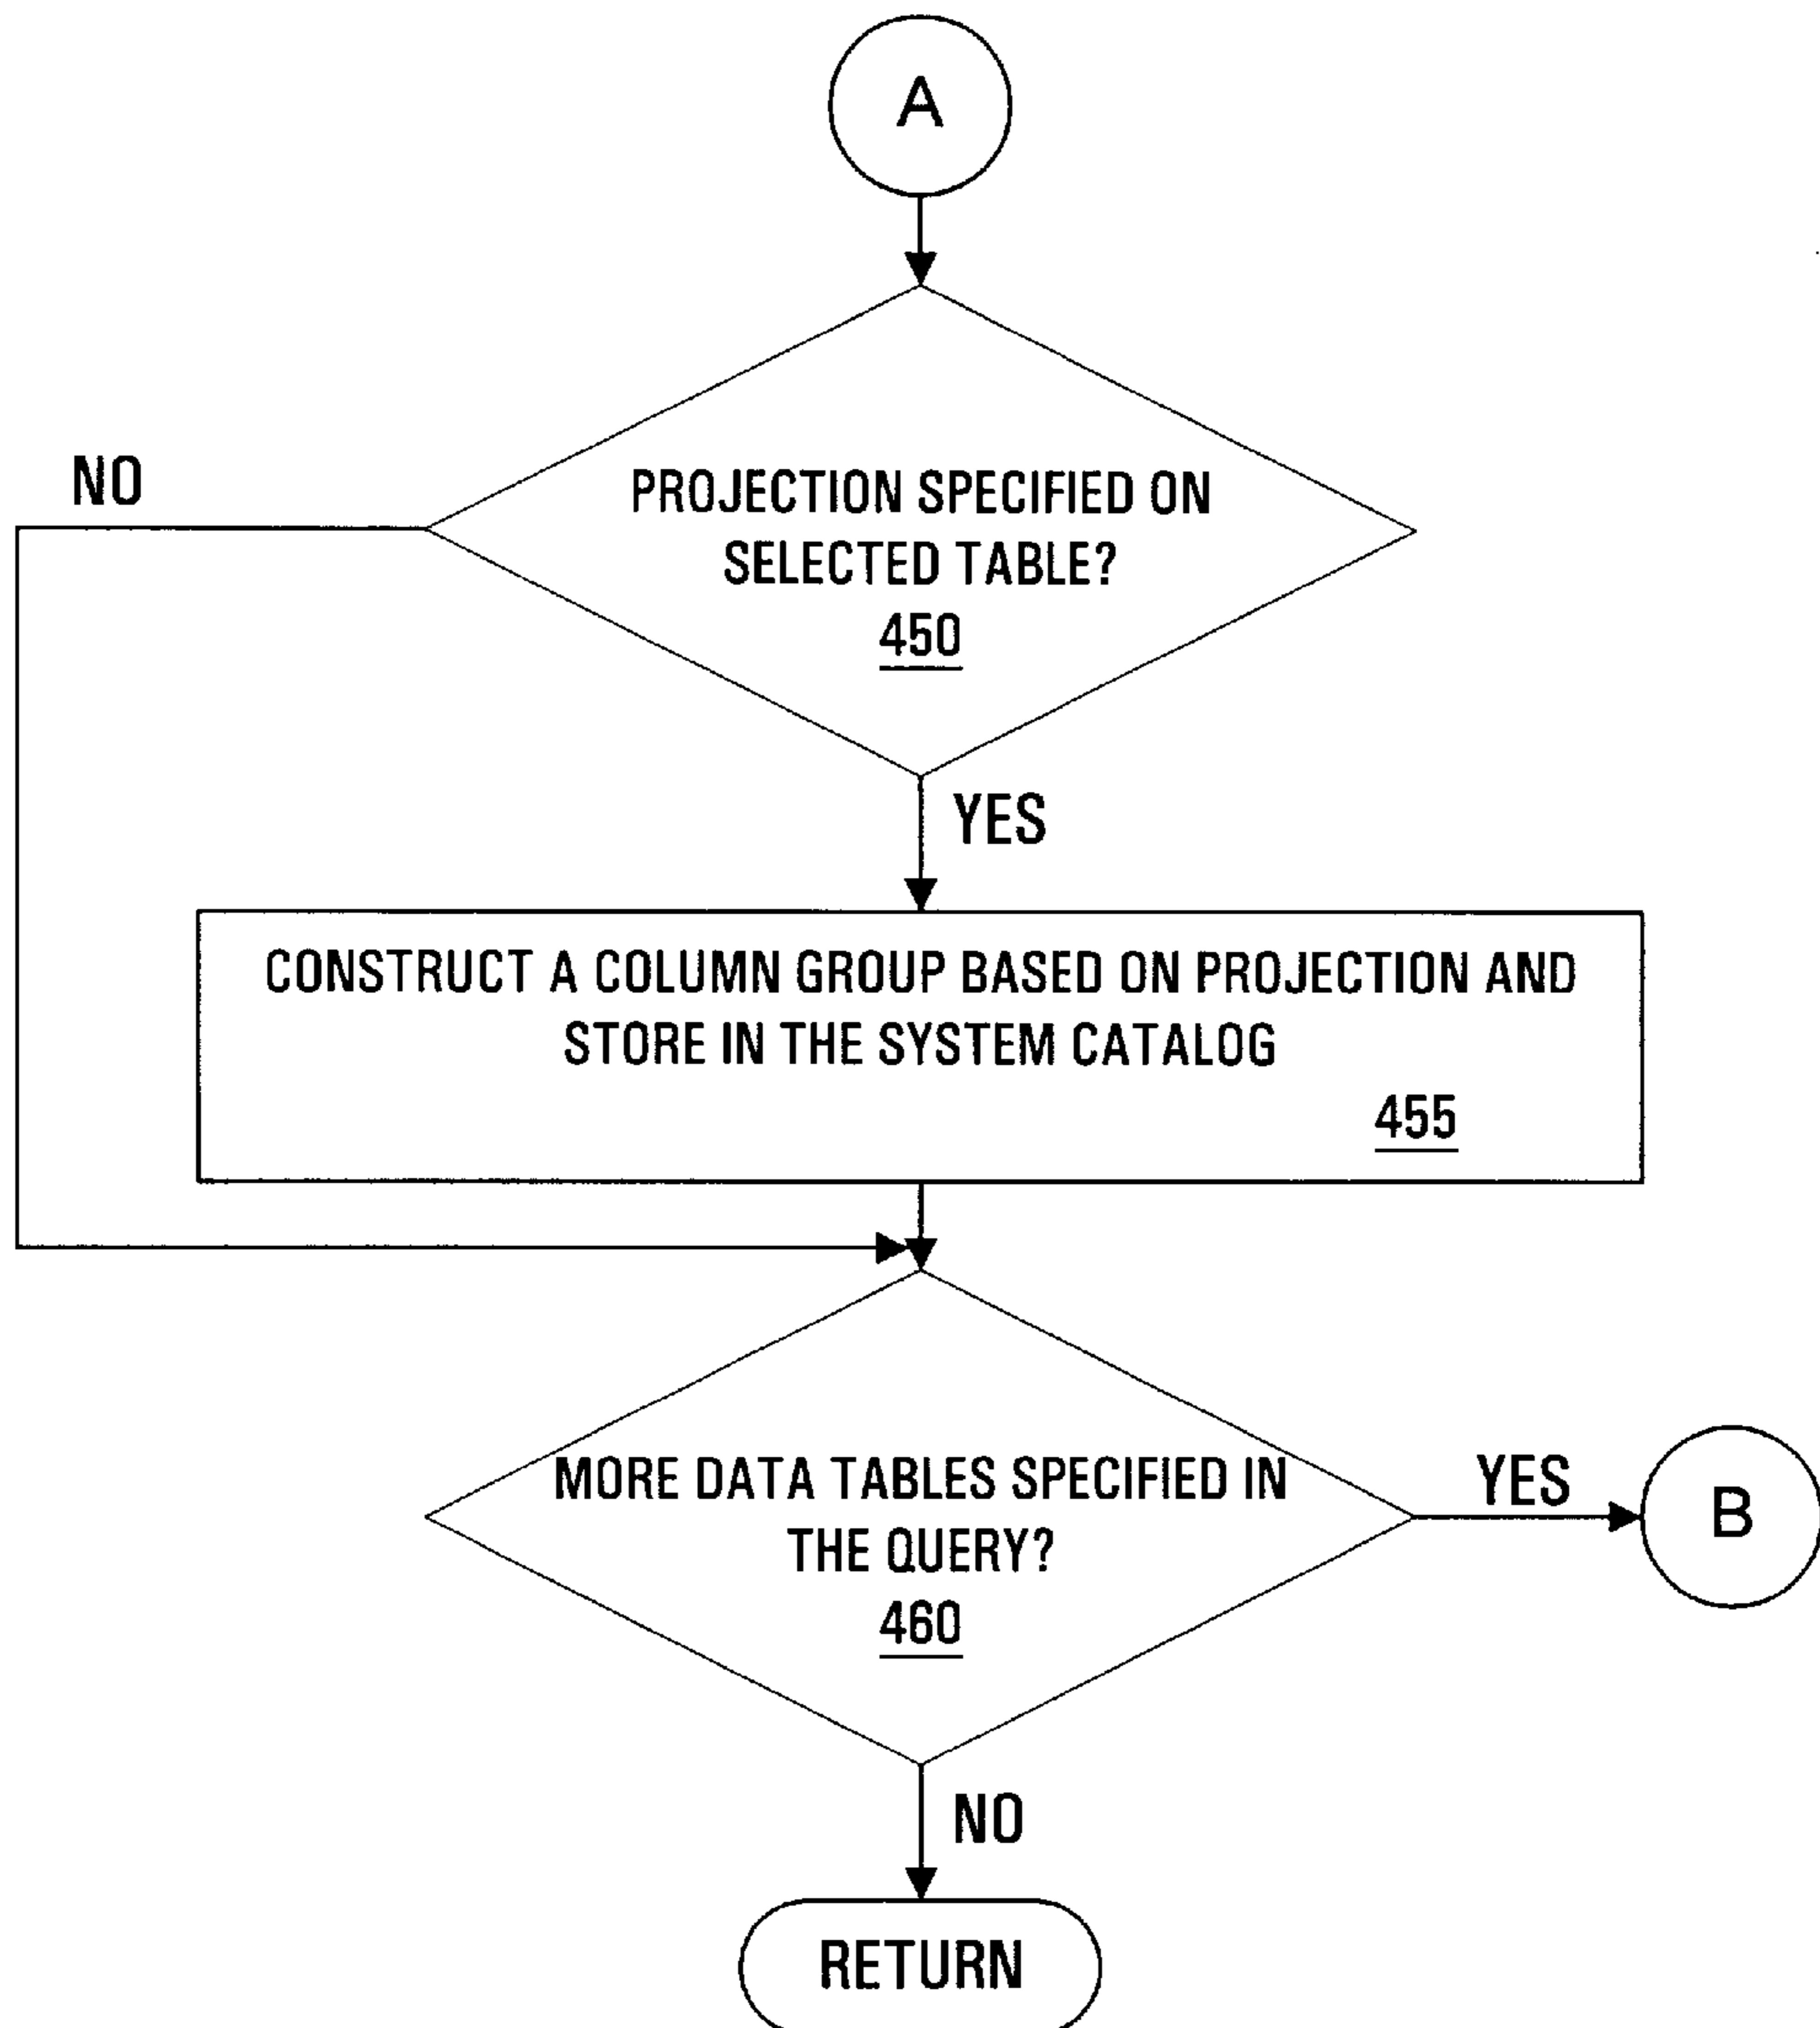 A
NO
PROJECTION SPECIFIED ON
SELECTED TABLE?
450
YES
CONSTRUCT A COLUMN GROUP BASED ON PROJECTION AND
STORE IN THE SYSTEM CATALOG
455
MORE DATA TABLES SPECIFIED IN
THE QUERY?
460
YES
B
NO
RETURN